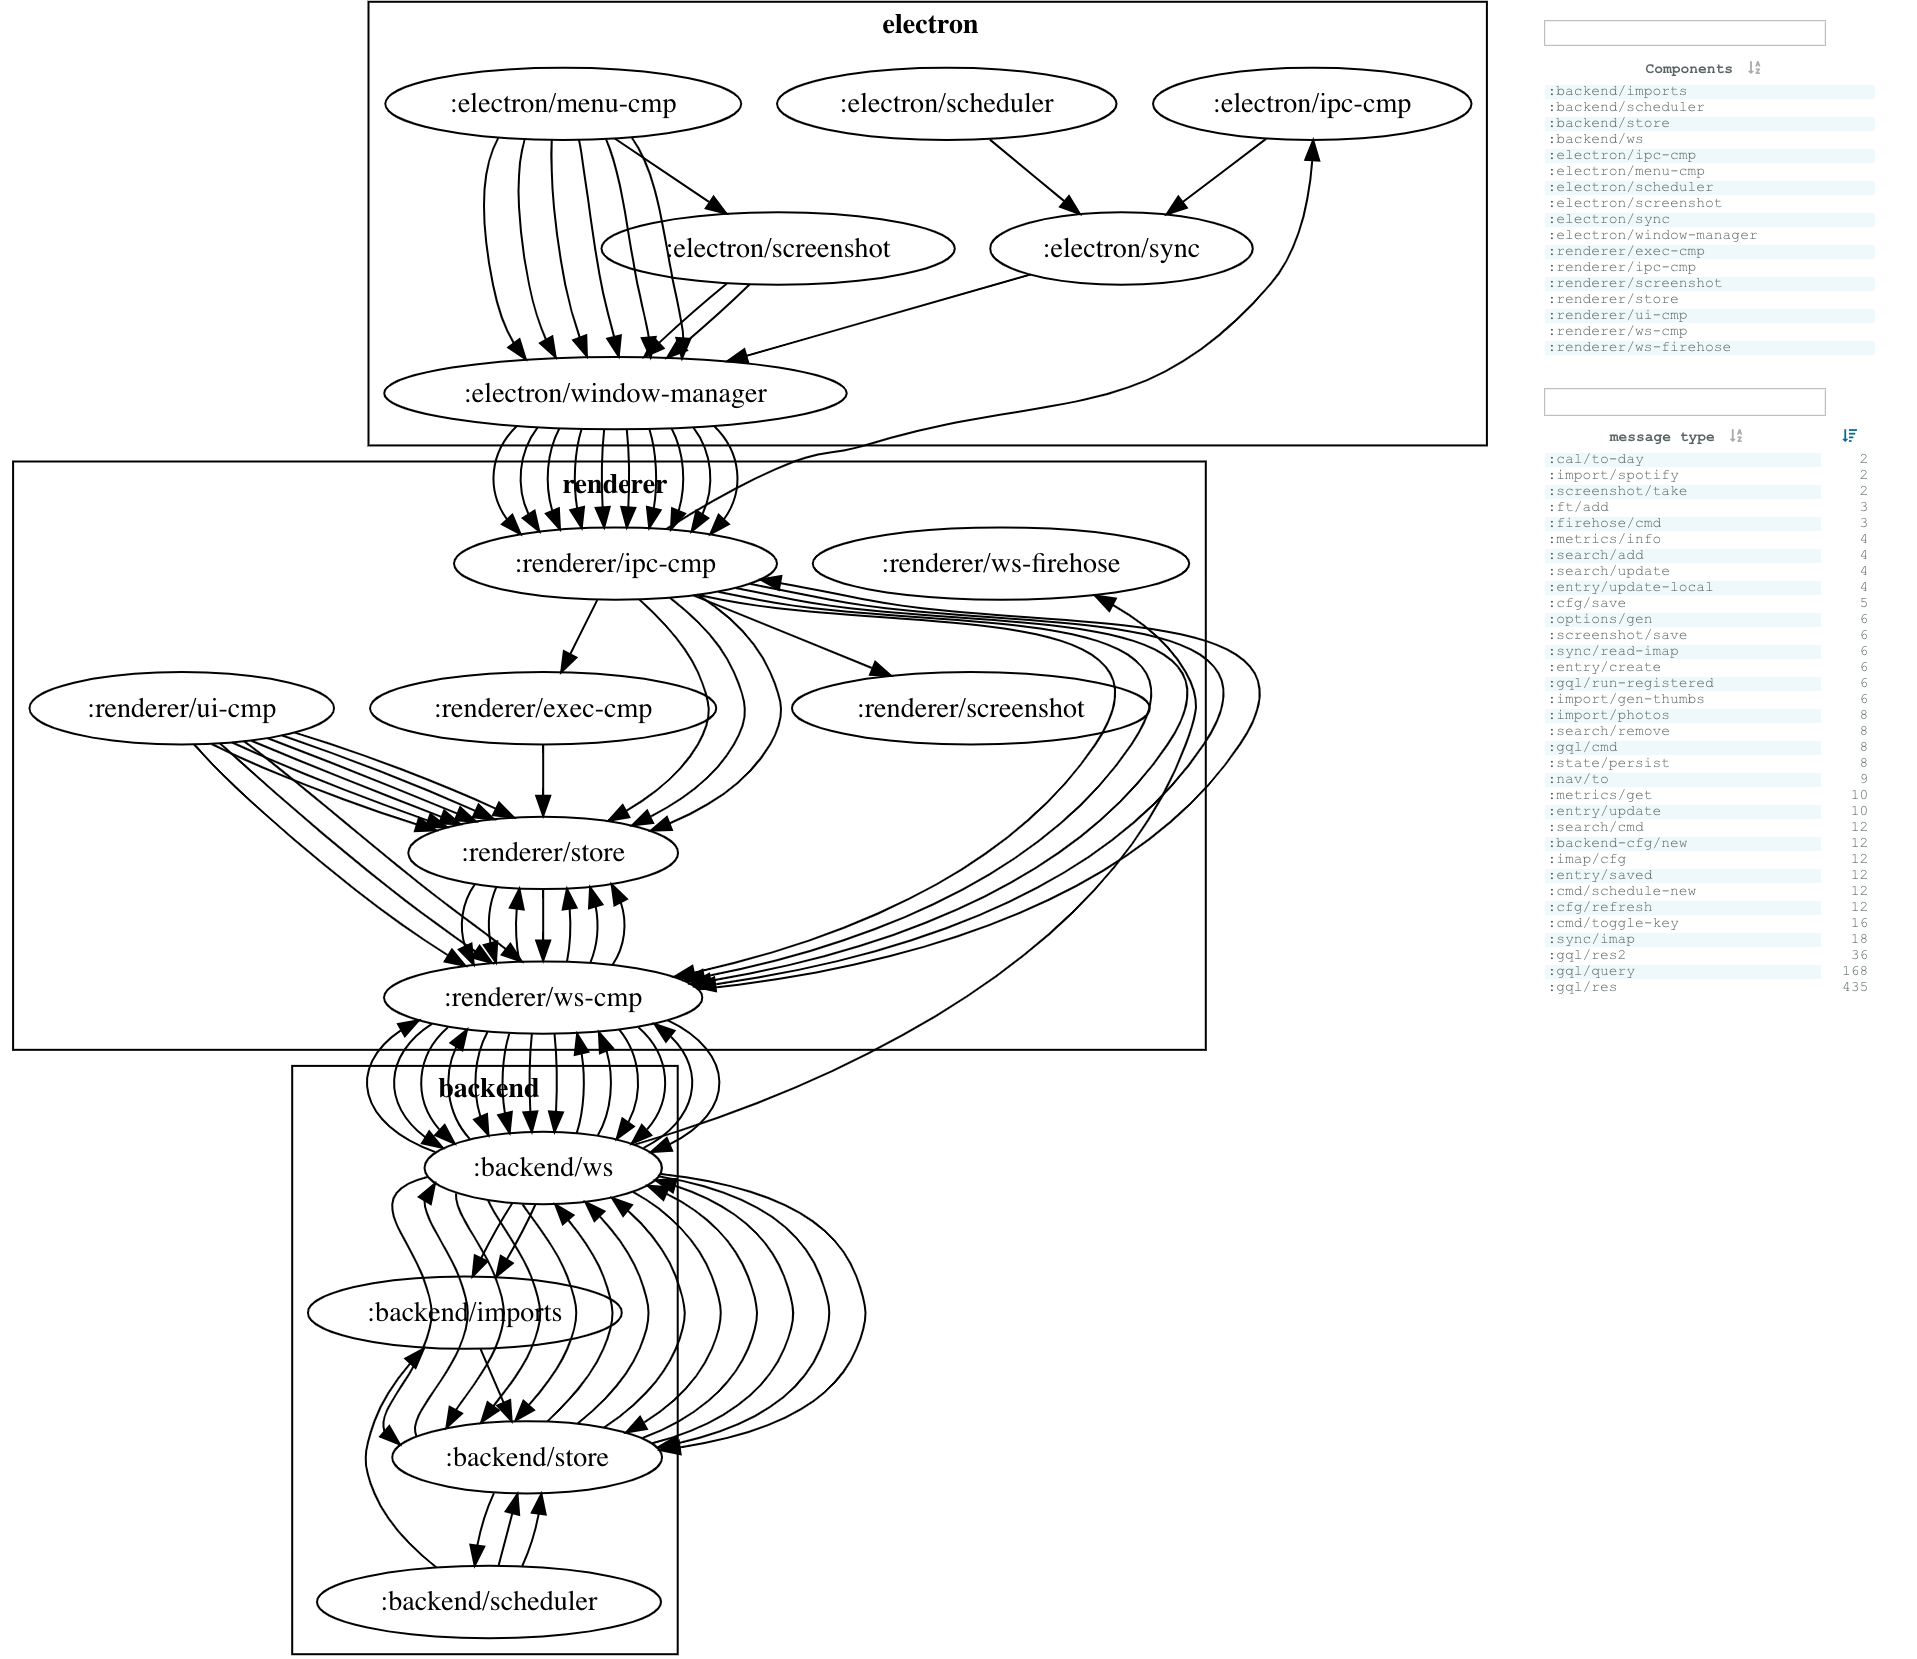 electron
:electron/menu-cmp
:electron/scheduler
:electron/ipc-cmp
:electron/screenshot
:electron/sync
:electron/window-manager
renderer
:renderer/ipc-cmp
:renderer/ws-firehose
:renderer/ui-cmp
:renderer/exec-cmp
:renderer/screenshot
:renderer/store
:renderer/ws-cmp
backend
:backend/ws
:backend/imports
:backend/store
:backend/scheduler
Components
:backend/imports
:backend/scheduler
:backend/store
:backend/ws
:electron/ipc-cmp
:electron/menu-cmp
:electron/scheduler
:electron/screenshot
:electron/sync
:electron/window-manager
:renderer/exec-cmp
:renderer/ipc-cmp
:renderer/screenshot
:renderer/store
:renderer/ui-cmp
:renderer/ws-cmp
:renderer/ws-firehose
message type
:cal/to-day 2
:import/spotify 2
:screenshot/take 2
:ft/add 3
:firehose/cmd 3
:metrics/info 4
:search/add 4
:search/update 4
:entry/update-local 4
:cfg/save 5
:options/gen 6
:screenshot/save 6
:sync/read-imap 6
:entry/create 6
:gql/run-registered 6
:import/gen-thumbs 6
:import/photos 8
:search/remove 8
:gql/cmd 8
:state/persist 8
:nav/to 9
:metrics/get 10
:entry/update 10
:search/cmd 12
:backend-cfg/new 12
:imap/cfg 12
:entry/saved 12
:cmd/schedule-new 12
:cfg/refresh 12
:cmd/toggle-key 16
:sync/imap 18
:gql/res2 36
:gql/query 168
:gql/res 435